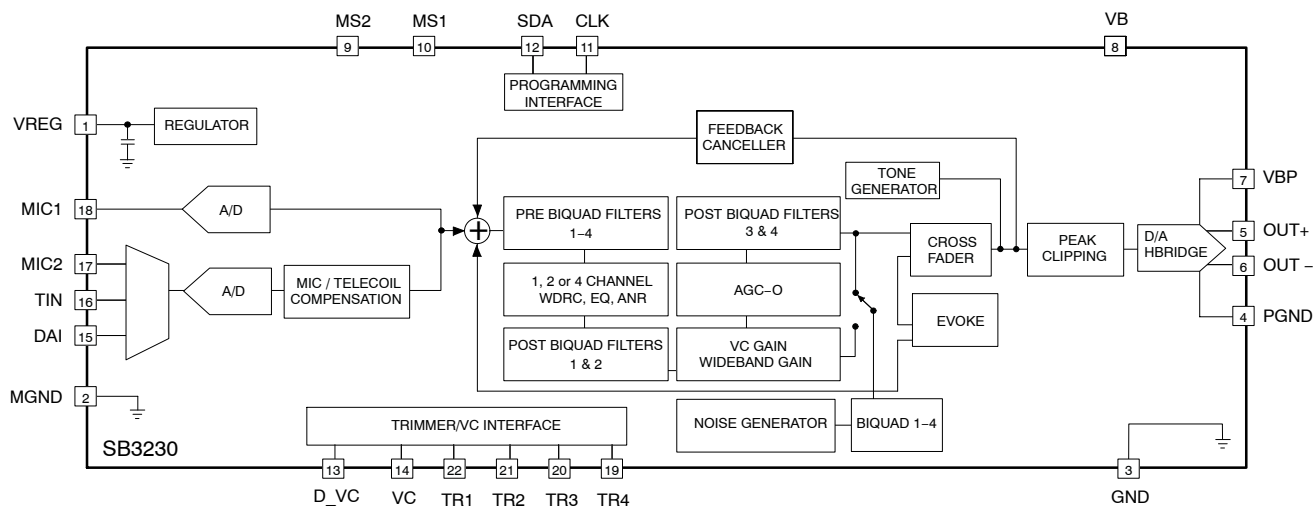 MS2
MS1
SDA
CLK
VB
9
10
12
11
8
PROGRAMMING
INTERFACE
VREG
1
REGULATOR
FEEDBACK
CANCELLER
TONE
GENERATOR
7
VBP
MIC1
18
A/D
PRE BIQUAD FILTERS
1–4
POST BIQUAD FILTERS
3 & 4
CROSS
FADER
PEAK
CLIPPING
D/A
HBRIDGE
5
OUT+
6
OUT –
MIC2
17
TIN
16
DAI
15
A/D
MIC / TELECOIL
COMPENSATION
1, 2 or 4 CHANNEL
WDRC, EQ, ANR
AGC–O
EVOKE
4
PGND
POST BIQUAD FILTERS
1 & 2
VC GAIN
WIDEBAND GAIN
MGND
2
TRIMMER/VC INTERFACE
NOISE GENERATOR
BIQUAD 1–4
SB3230
13
14
22
21
20
19
3
D_VC
VC
TR1
TR2
TR3
TR4
GND